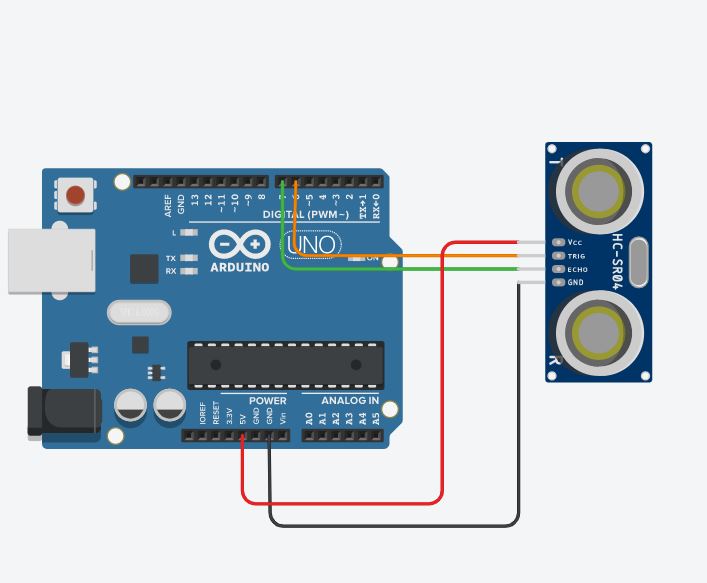 AREF
GND
13
12
~11
~10
~9
8
7
6
~5
4
~3
2
TX→1
RX←0
DIGITAL (PWM~)
L
TX
RX
UNO
ON
ARDUINO
IOREF
RESET
3.3V
5V
GND
GND
Vin
POWER
A0
A1
A2
A3
A4
A5
ANALOG IN
T
Vcc
TRIG
ECHO
GND
HC-SR04
R